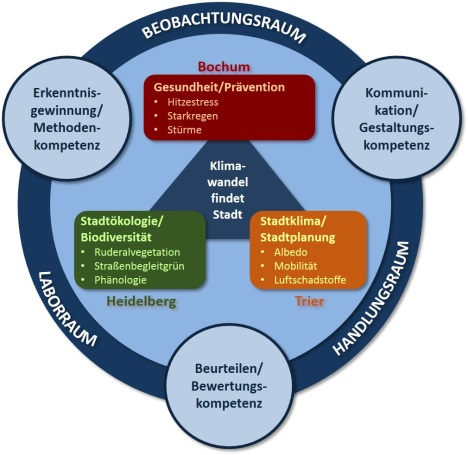 BEOBACHTUNGSRAUM
Erkenntnis-
gewinnung/
Methoden-
kompetenz
Bochum
Gesundheit/Prävention
• Hitzestress
• Starkregen
• Stürme
Kommuni-
kation/
Gestaltungs-
kompetenz
Klima-
wandel
findet
Stadt
Stadtökologie/
Biodiversität
• Ruderalvegetation
• Straßenbegleitgrün
• Phänologie
Heidelberg
Stadtklima/
Stadtplanung
• Albedo
• Mobilität
• Luftschadstoffe
Trier
LABORRAUM
HANDLUNGSRAUM
Beurteilen/
Bewertungs-
kompetenz